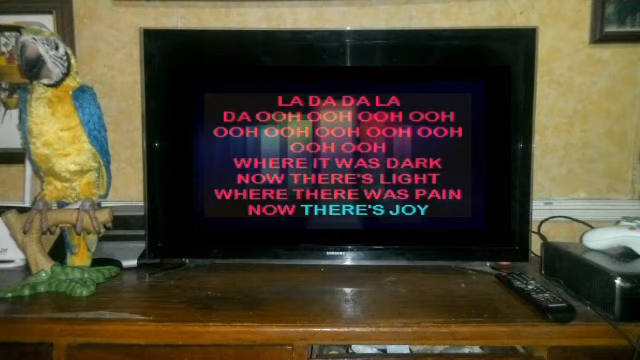 LA DA DA LA
DA OOH OOH OOH OOH
OOH OOH OOH OOH OOH
OOH OOH
WHERE IT WAS DARK
NOW THERE'S LIGHT
WHERE THERE WAS PAIN
NOW THERE'S JOY
SAMSUNG